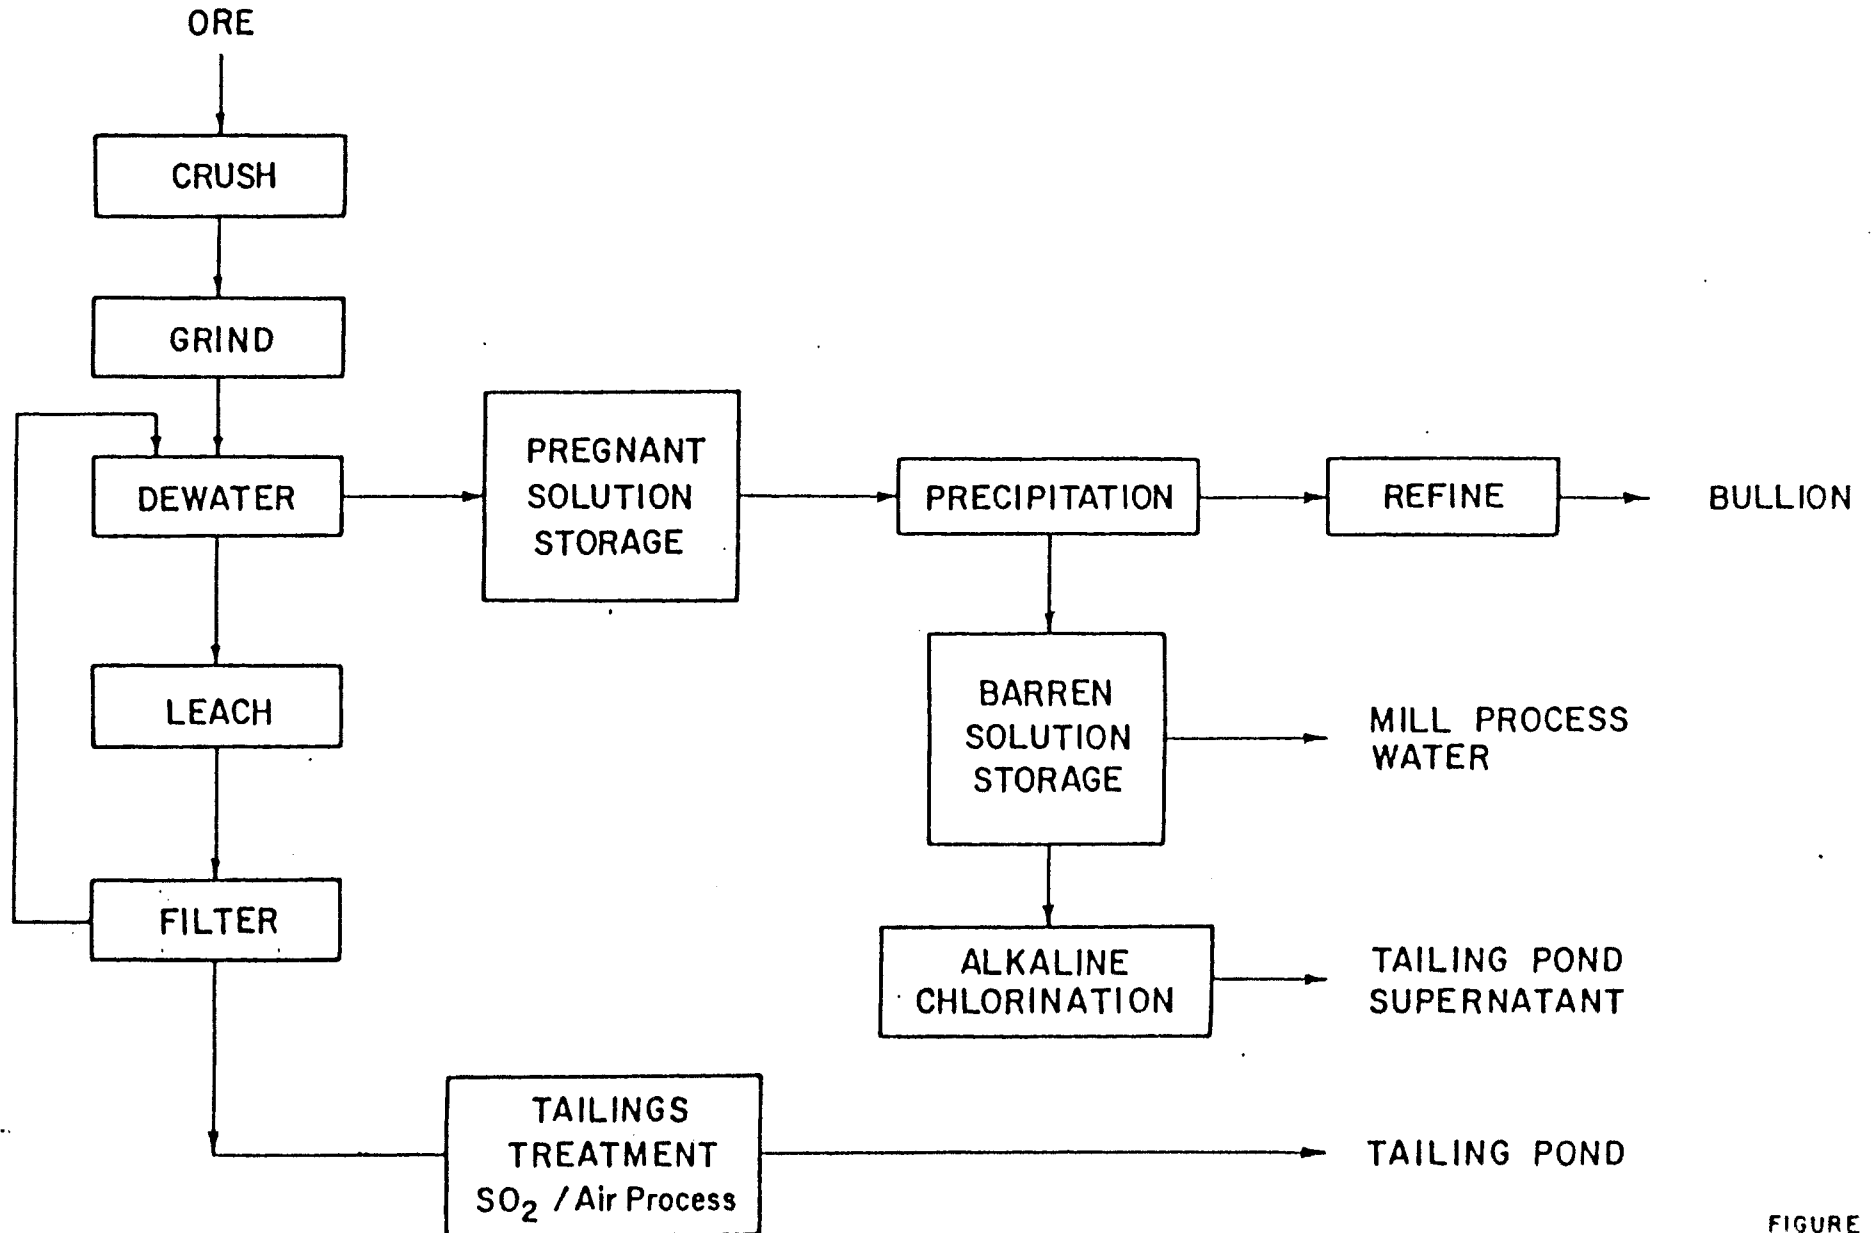 ORE
CRUSH
GRIND
DEWATER
PREGNANT
SOLUTION
STORAGE
PRECIPITATION
REFINE
BULLION
LEACH
BARREN
SOLUTION
STORAGE
MILL PROCESS
WATER
FILTER
ALKALINE
CHLORINATION
TAILING POND
SUPERNATANT
TAILINGS
TREATMENT
SO₂ / Air Process
TAILING POND
FIGURE